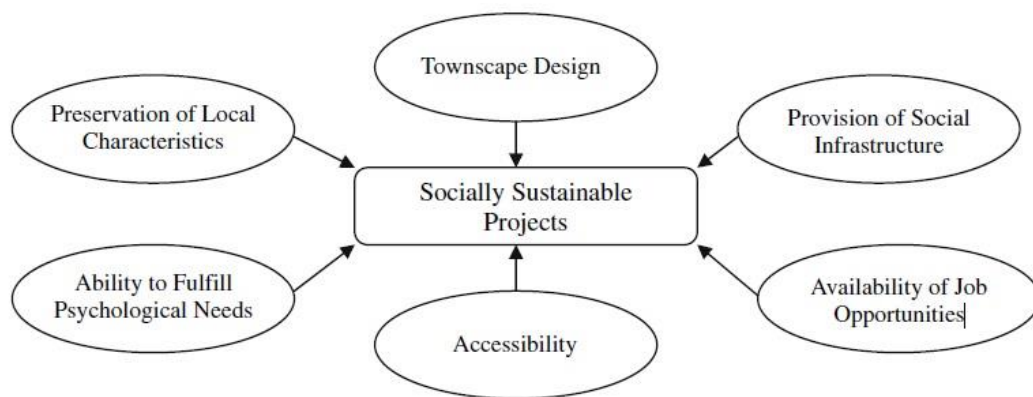 Townscape Design
Preservation of Local
Characteristics
Provision of Social
Infrastructure
Socially Sustainable
Projects
Ability to Fulfill
Psychological Needs
Accessibility
Availability of Job
Opportunities